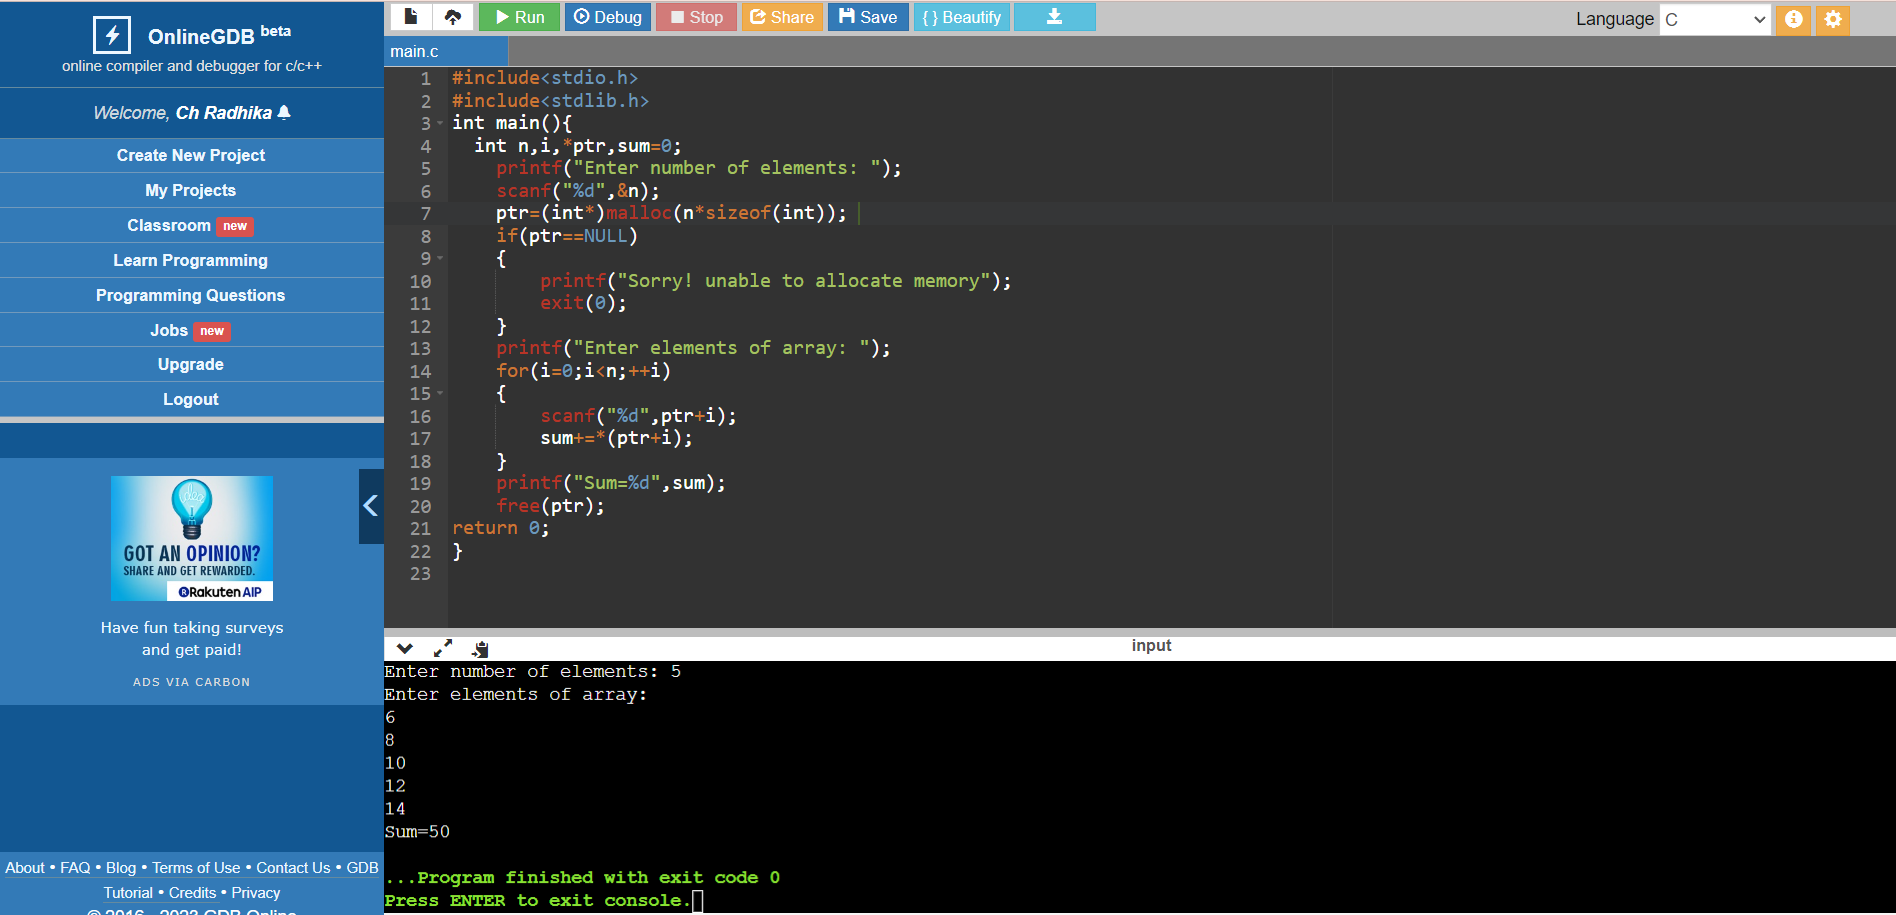 OnlineGDB beta
online compiler and debugger for c/c++
Welcome, Ch Radhika
Create New Project
My Projects
Classroom new
Learn Programming
Programming Questions
Jobs new
Upgrade
Logout
idea
GOT AN OPINION?
SHARE AND GET REWARDED.
Rakuten AIP
Have fun taking surveys
and get paid!
ADS VIA CARBON
About • FAQ • Blog • Terms of Use • Contact Us • GDB
Tutorial • Credits • Privacy
© 2016 - 2023 GDB Online
Run Debug Stop Share Save { } Beautify Language C
main.c
1 #include<stdio.h>
2 #include<stdlib.h>
3 int main(){
4 int n,i,*ptr,sum=0;
5 printf("Enter number of elements: ");
6 scanf("%d",&n);
7 ptr=(int*)malloc(n*sizeof(int));
8 if(ptr==NULL)
9 {
10 printf("Sorry! unable to allocate memory");
11 exit(0);
12 }
13 printf("Enter elements of array: ");
14 for(i=0;i<n;++i)
15 {
16 scanf("%d",ptr+i);
17 sum+=*(ptr+i);
18 }
19 printf("Sum=%d",sum);
20 free(ptr);
21 return 0;
22 }
23
input
Enter number of elements: 5
Enter elements of array:
6
8
10
12
14
Sum=50
...Program finished with exit code 0
Press ENTER to exit console.